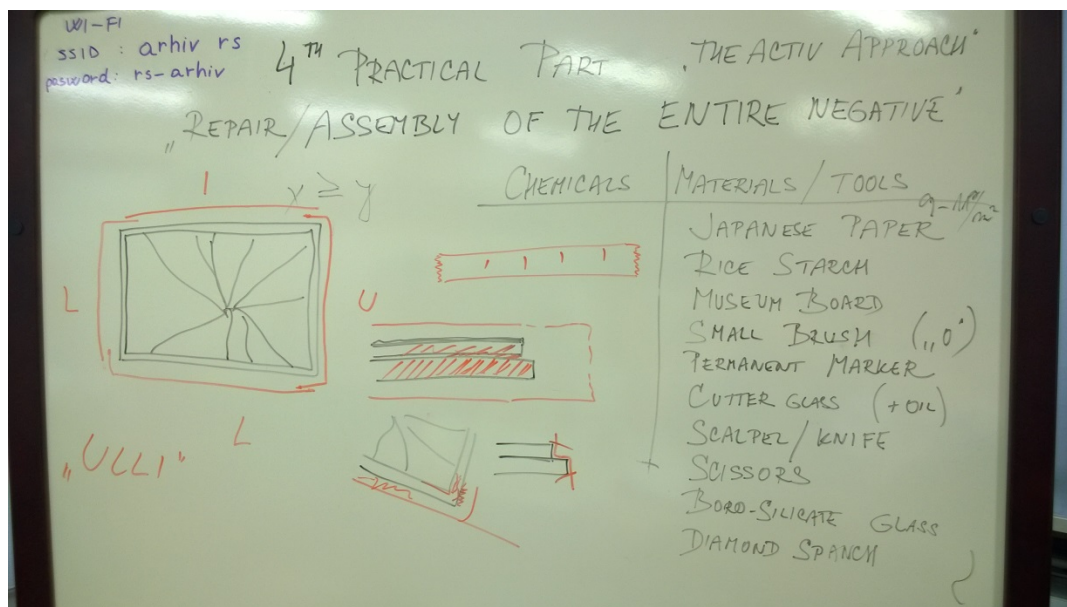 WI-FI
SSID : arhiv rs
pasword: rs-arhiv
4TH PRACTICAL PART „THE ACTIV APPROACH"
„REPAIR/ASSEMBLY OF THE ENTIRE NEGATIVE"
I
x ≥ y
L
U
L
„ULLI"
CHEMICALS
MATERIALS / TOOLS
JAPANESE PAPER
RICE STARCH
MUSEUM BOARD
SMALL BRUSH („0")
PERMANENT MARKER
CUTTER GLASS (+OIL)
SCALPEL/KNIFE
SCISSORS
BORO-SILICATE GLASS
DIAMOND